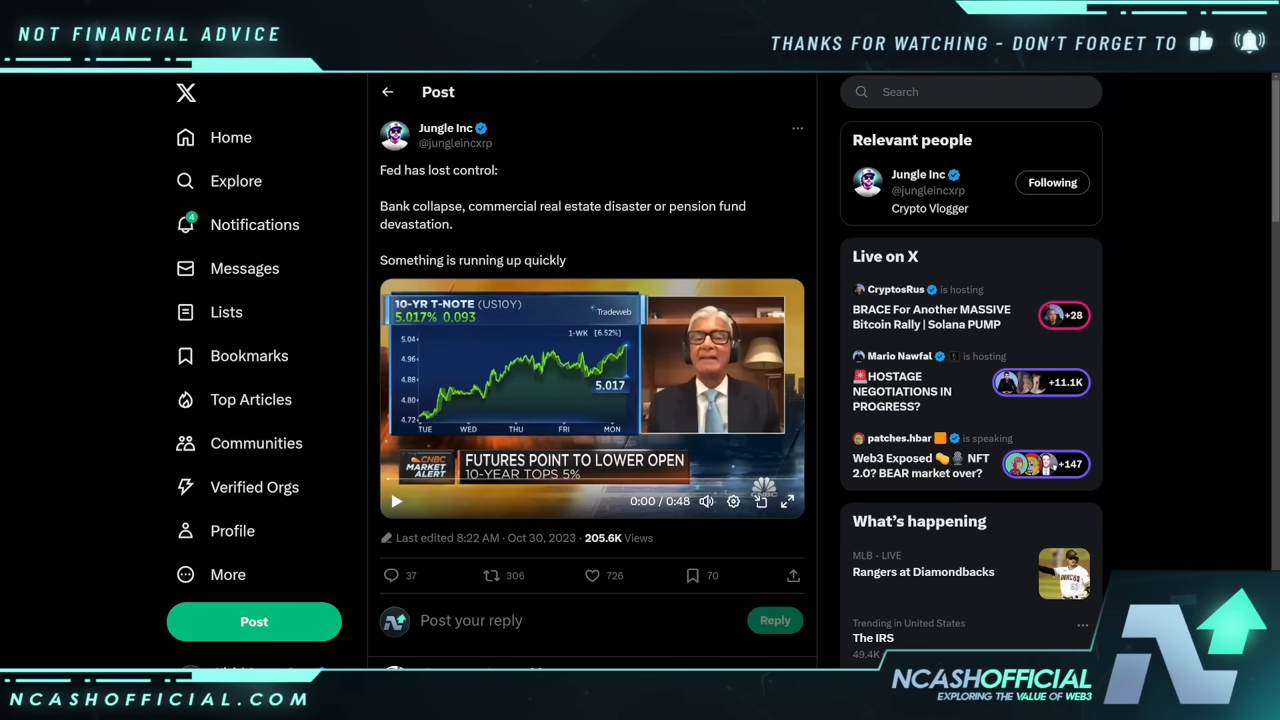 NOT FINANCIAL ADVICE
THANKS FOR WATCHING - DON'T FORGET TO
X
Home
Explore
4
Notifications
Messages
Lists
Bookmarks
Top Articles
Communities
Verified Orgs
Profile
More
Post
Post
Jungle Inc
@jungleincxrp
Fed has lost control:
Bank collapse, commercial real estate disaster or pension fund
devastation.
Something is running up quickly
10-YR T-NOTE (US10Y)
5.017% 0.093
Tradeweb
1-WK [6.52%]
5.04
4.96
4.88
4.80
4.72
5.017
TUE WED THU FRI MON
CNBC
MARKET
ALERT
FUTURES POINT TO LOWER OPEN
10-YEAR TOPS 5%
CNBC
0:00 / 0:48
Last edited 8:22 AM · Oct 30, 2023 · 205.6K Views
37 306 726 70
Post your reply
Reply
Search
Relevant people
Jungle Inc
@jungleincxrp
Following
Crypto Vlogger
Live on X
CryptosRus is hosting
BRACE For Another MASSIVE
Bitcoin Rally | Solana PUMP
+28
Mario Nawfal is hosting
🚨HOSTAGE
NEGOTIATIONS IN
PROGRESS?
+11.1K
patches.hbar is speaking
Web3 Exposed NFT
2.0? BEAR market over?
+147
What's happening
MLB · LIVE
Rangers at Diamondbacks
Trending in United States
The IRS
49.4K
NCASHOFFICIAL.COM
NCASHOFFICIAL
EXPLORING THE VALUE OF WEB3